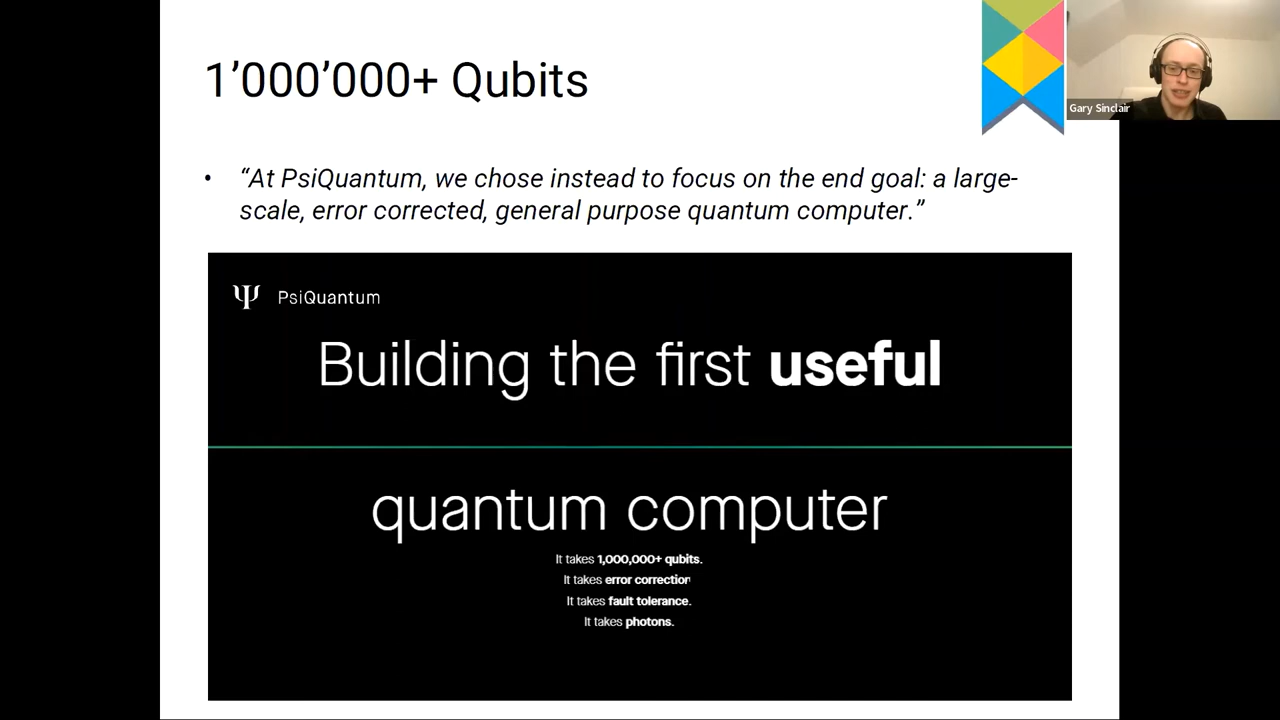 1’000’000+ Qubits
Gary Sinclair
• “At PsiQuantum, we chose instead to focus on the end goal: a large-
scale, error corrected, general purpose quantum computer.”
Ψ PsiQuantum
Building the first useful
quantum computer
It takes 1,000,000+ qubits.
It takes error correction
It takes fault tolerance.
It takes photons.